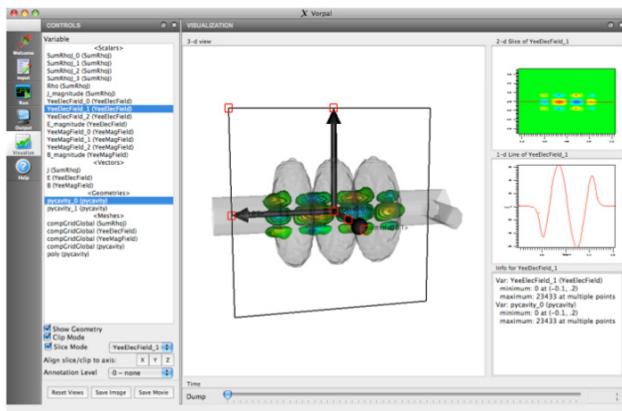 X Vorpal
CONTROLS
VISUALIZATION
Welcome
Input
Run
Output
Visualize
Help
Variable
<Scalars>
SumRhoJ_0 (SumRhoJ)
SumRhoJ_1 (SumRhoJ)
SumRhoJ_2 (SumRhoJ)
SumRhoJ_3 (SumRhoJ)
Rho (SumRhoJ)
J_magnitude (SumRhoJ)
YeeElecField_0 (YeeElecField)
YeeElecField_1 (YeeElecField)
YeeElecField_2 (YeeElecField)
E_magnitude (YeeElecField)
YeeMagField_0 (YeeMagField)
YeeMagField_1 (YeeMagField)
YeeMagField_2 (YeeMagField)
B_magnitude (YeeMagField)
<Vectors>
J (SumRhoJ)
E (YeeElecField)
B (YeeMagField)
<Geometries>
pycavity_0 (pycavity)
pycavity_1 (pycavity)
<Meshes>
compGridGlobal (SumRhoJ)
compGridGlobal (YeeElecField)
compGridGlobal (YeeMagField)
compGridGlobal (pycavity)
poly (pycavity)
Show Geometry
Clip Mode
Slice Mode
YeeElecField_1
Align slice/clip to axis:
X
Y
Z
Annotation Level
0 - none
Reset Views
Save Image
Save Movie
3-d view
2-d Slice of YeeElecField_1
1-d Line of YeeElecField_1
Info for YeeElecField_1
Var: YeeElecField_1 (YeeElecField)
minimum: 0 at (-0.1, .2)
maximum: 23433 at multiple points
Var: pycavity_0 (pycavity)
minimum: 0 at (-0.1, .2)
maximum: 23433 at multiple points
Time
Dump